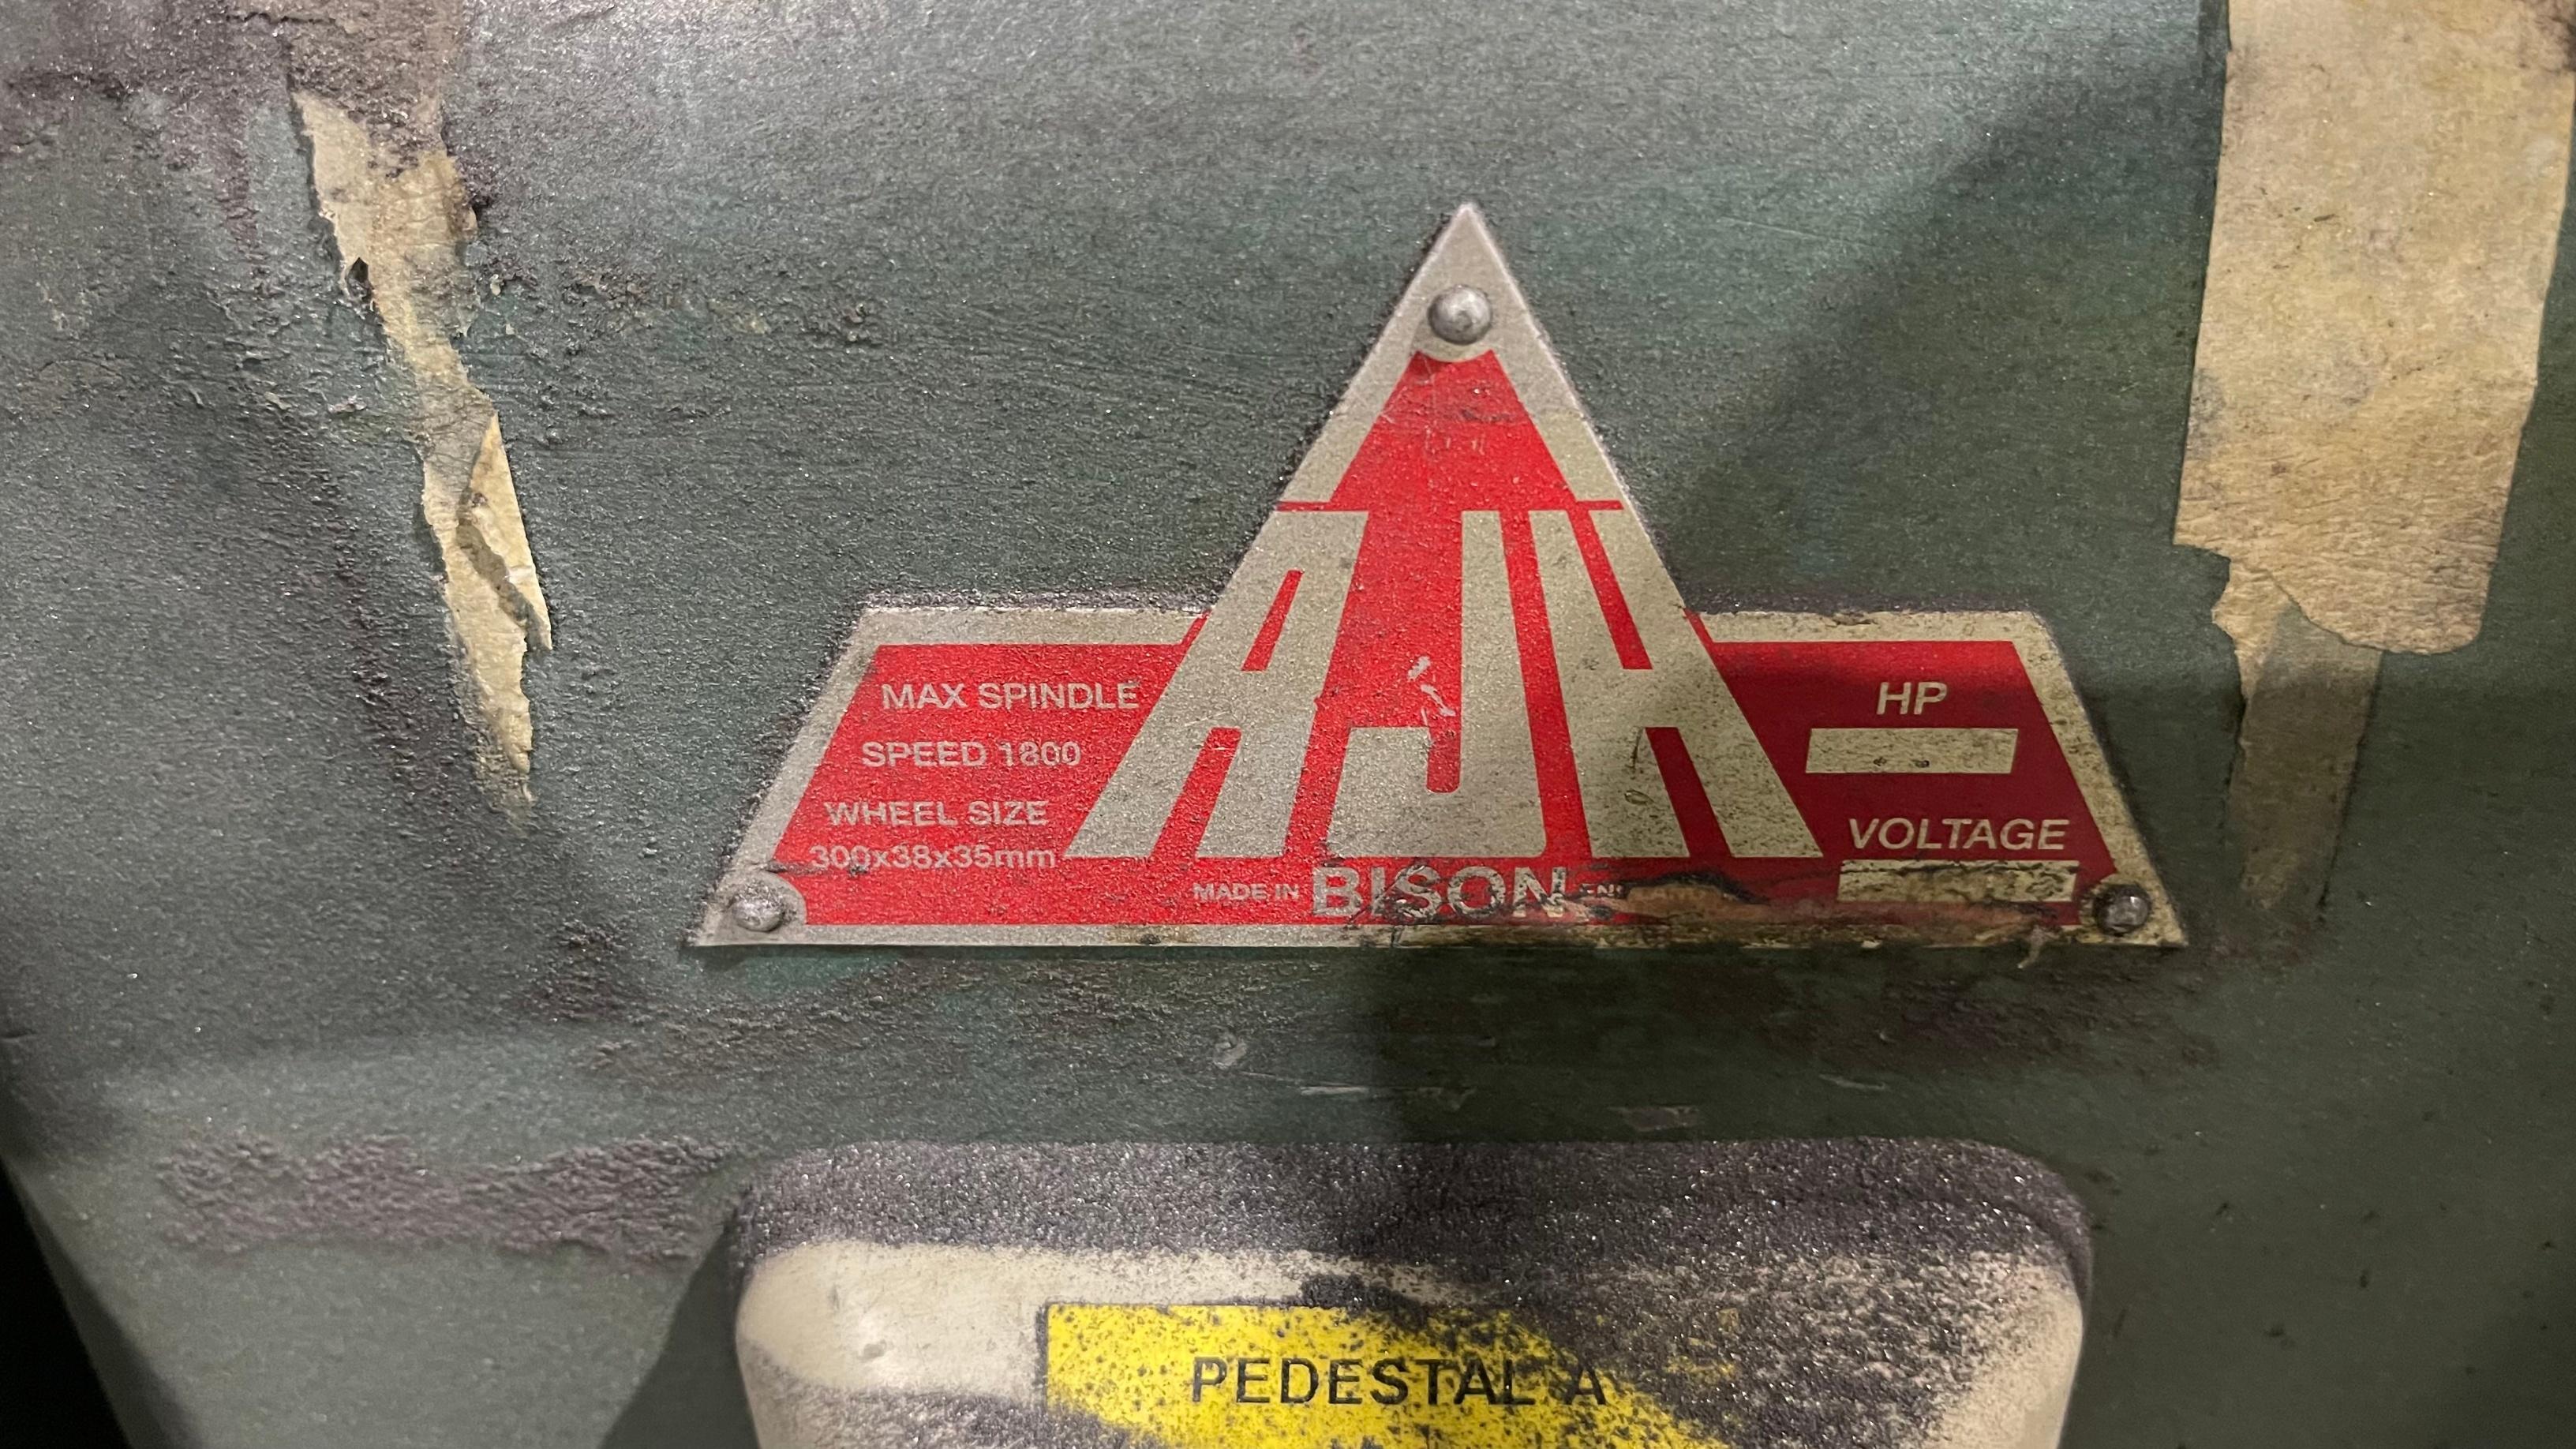 AJH
MAX SPINDLE
SPEED 1800
WHEEL SIZE
300x38x35mm
HP
VOLTAGE
MADE IN BISON
PEDESTAL A